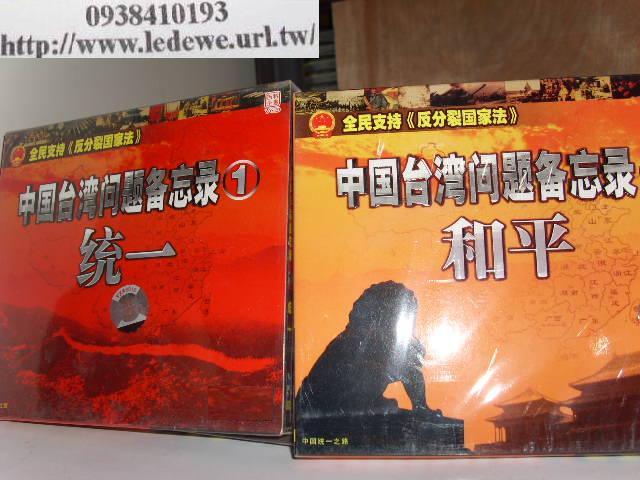 0938410193
http://www.ledewe.url.tw/
全民支持《反分裂国家法》
中国台湾问题备忘录①
统一
全民支持《反分裂国家法》
中国台湾问题备忘录
和平
中国统一之路